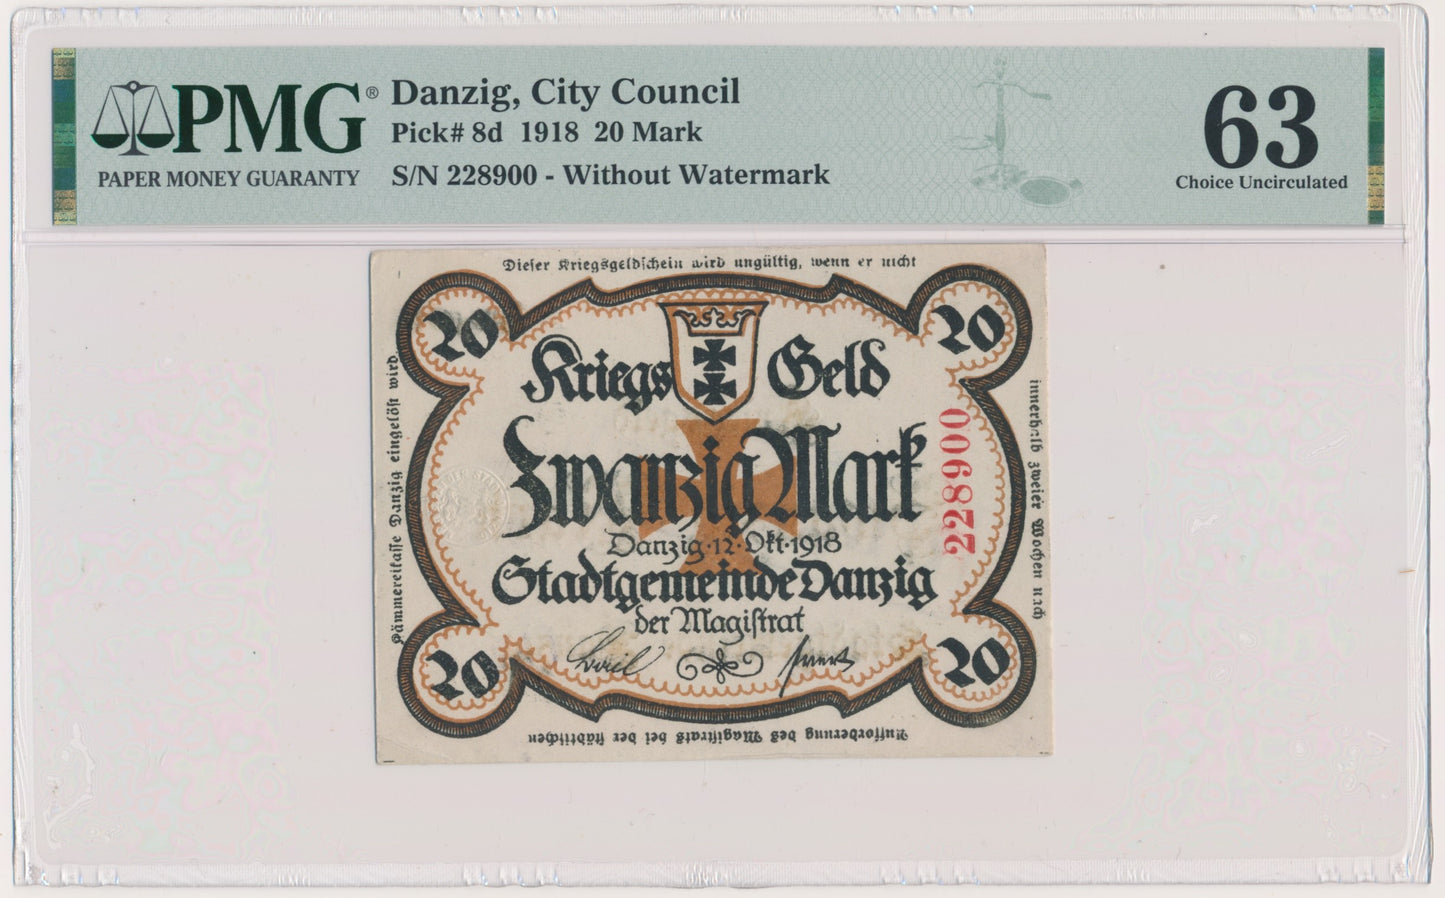 PMG®
PAPER MONEY GUARANTY
Danzig, City Council
Pick# 8d 1918 20 Mark
S/N 228900 - Without Watermark
63
Choice Uncirculated
Dieser Kriegsgeldschein wird ungültig, wenn er nicht
innerhalb zweier Wochen nach
Aufforderung des Magistrats bei der städtischen
Kämmereikasse Danzig eingelöst wird.
20
20
Kriegs Geld
Zwanzig Mark
228900
Danzig·12·Okt·1918
Stadtgemeinde Danzig
der Magistrat
20
20